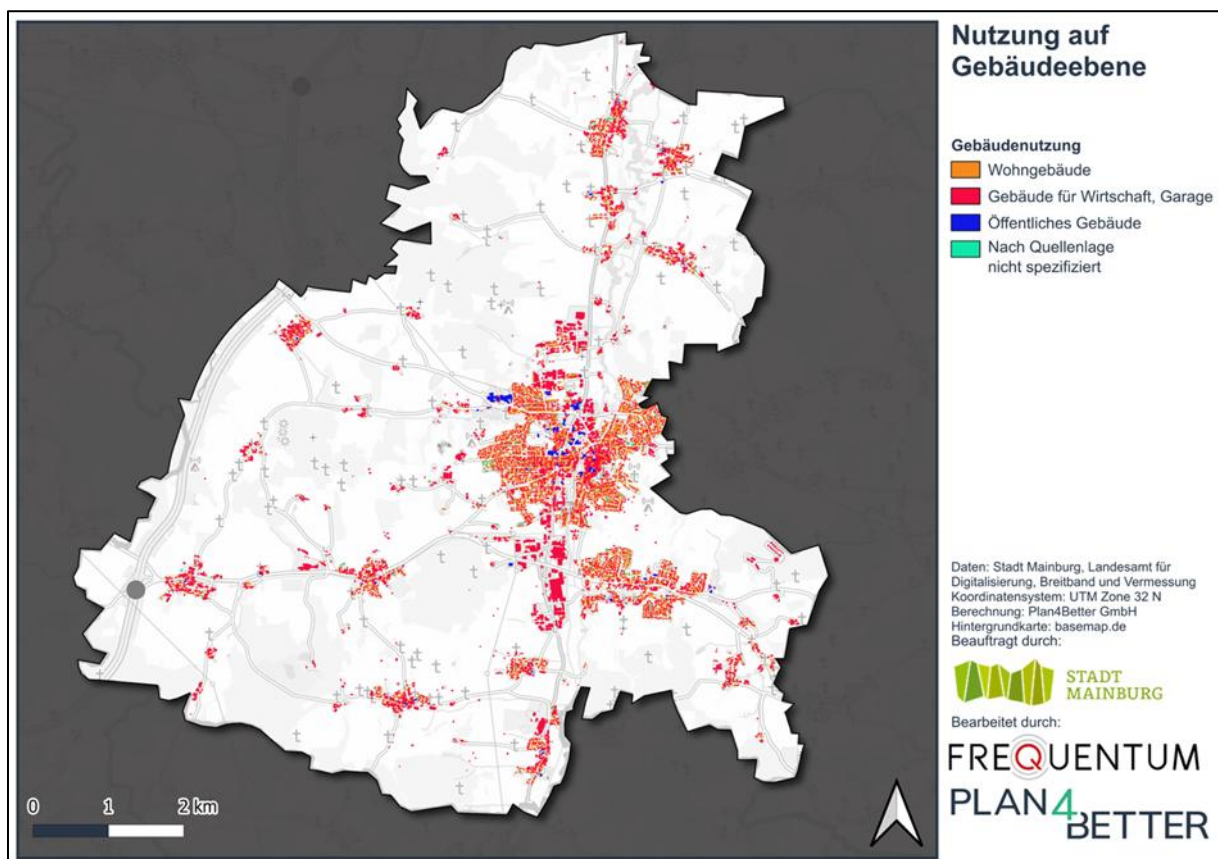 Nutzung auf
Gebäudeebene
Gebäudenutzung
Wohngebäude
Gebäude für Wirtschaft, Garage
Öffentliches Gebäude
Nach Quellenlage
nicht spezifiziert
Daten: Stadt Mainburg, Landesamt für
Digitalisierung, Breitband und Vermessung
Koordinatensystem: UTM Zone 32 N
Berechnung: Plan4Better GmbH
Hintergrundkarte: basemap.de
Beauftragt durch:
STADT
MAINBURG
Bearbeitet durch:
FREQUENTUM
PLAN4
BETTER
0 1 2 km